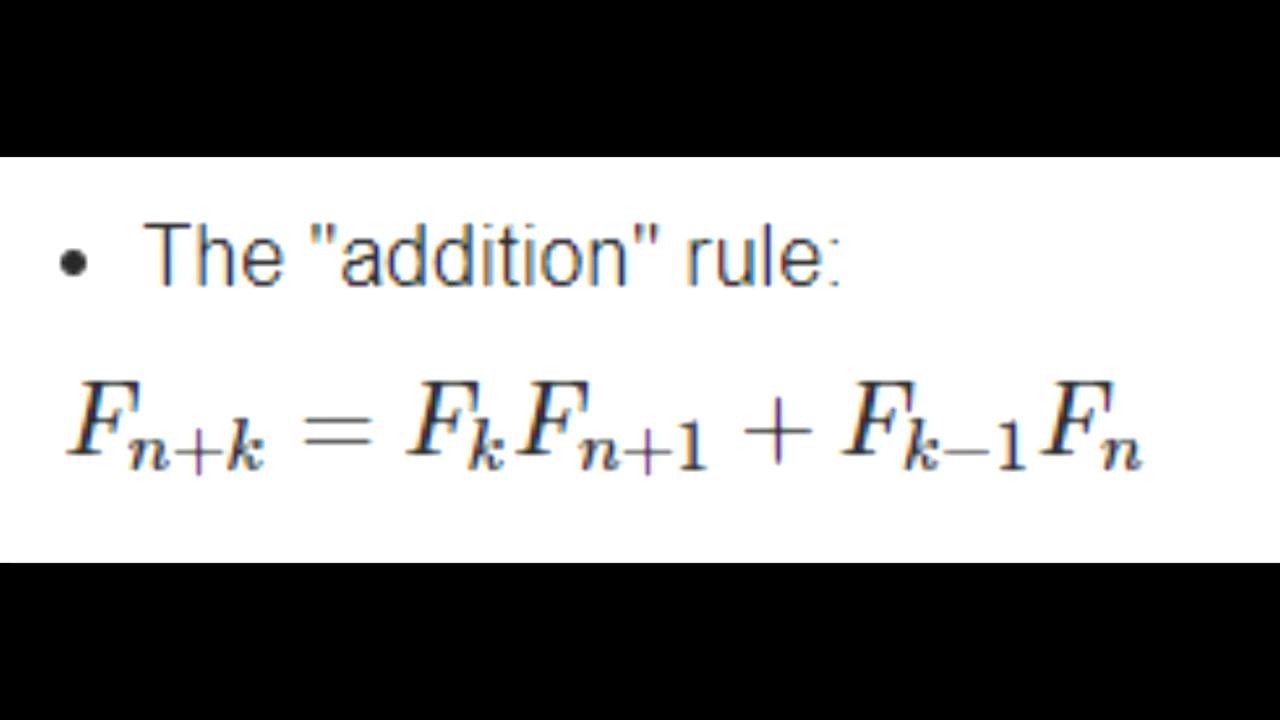 • The "addition" rule:
$F_{n+k} = F_k F_{n+1} + F_{k-1} F_n$